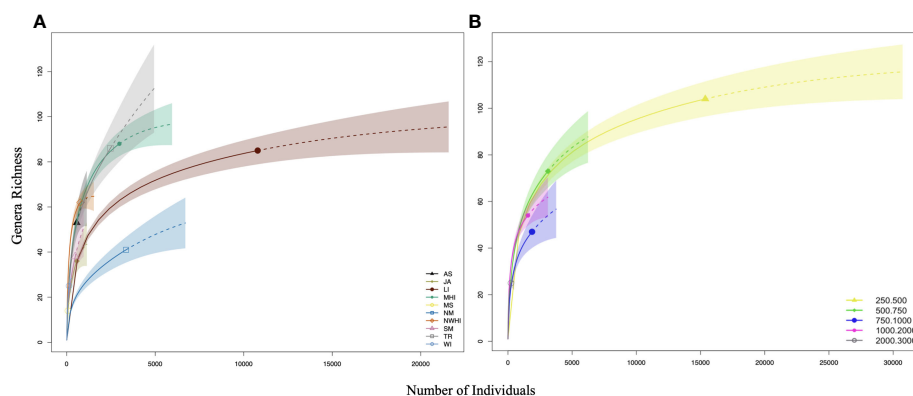 A
B
Genera Richness
120
100
80
60
40
20
0
0
5000
10000
15000
20000
AS
JA
LI
MHI
MS
NM
NWHI
SM
TR
WI
120
100
80
60
40
20
0
0
5000
10000
15000
20000
25000
30000
250.500
500.750
750.1000
1000.2000
2000.3000
Number of Individuals